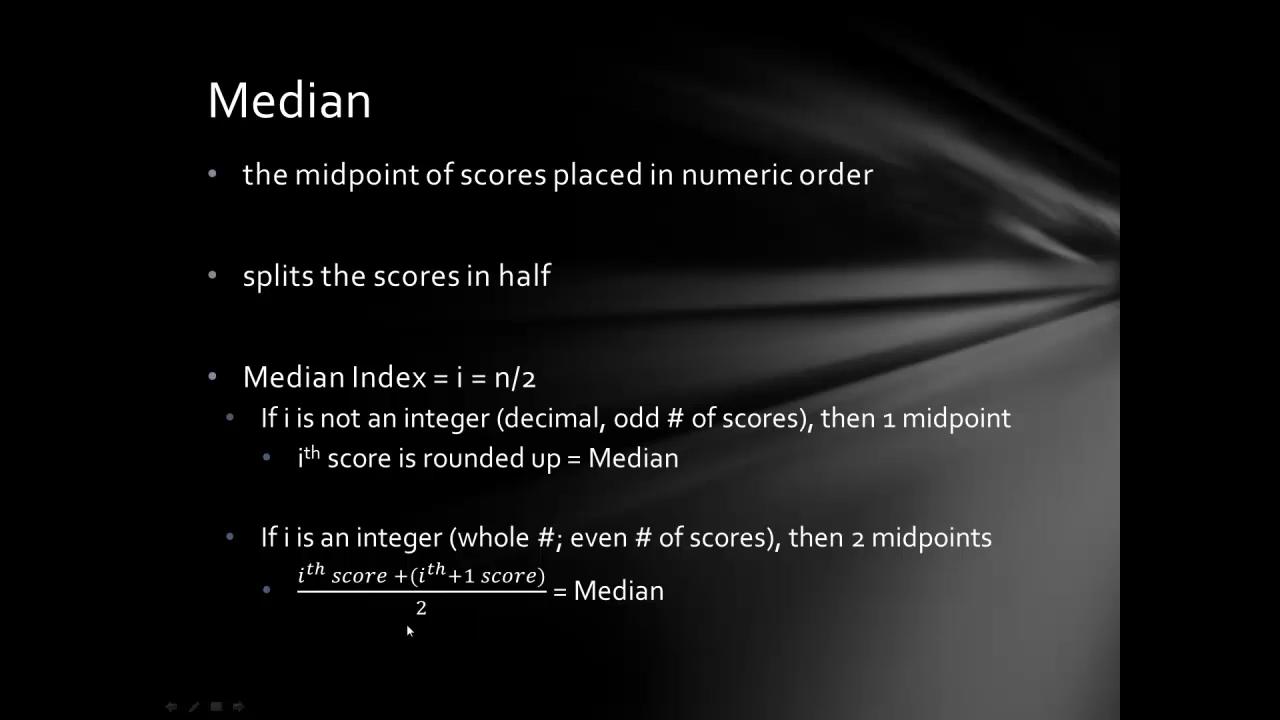 Median
• the midpoint of scores placed in numeric order
• splits the scores in half
• Median Index = i = n/2
• If i is not an integer (decimal, odd # of scores), then 1 midpoint
• iᵗʰ score is rounded up = Median
• If i is an integer (whole #; even # of scores), then 2 midpoints
• \frac{i^{th} score +(i^{th}+1 score)}{2} = Median